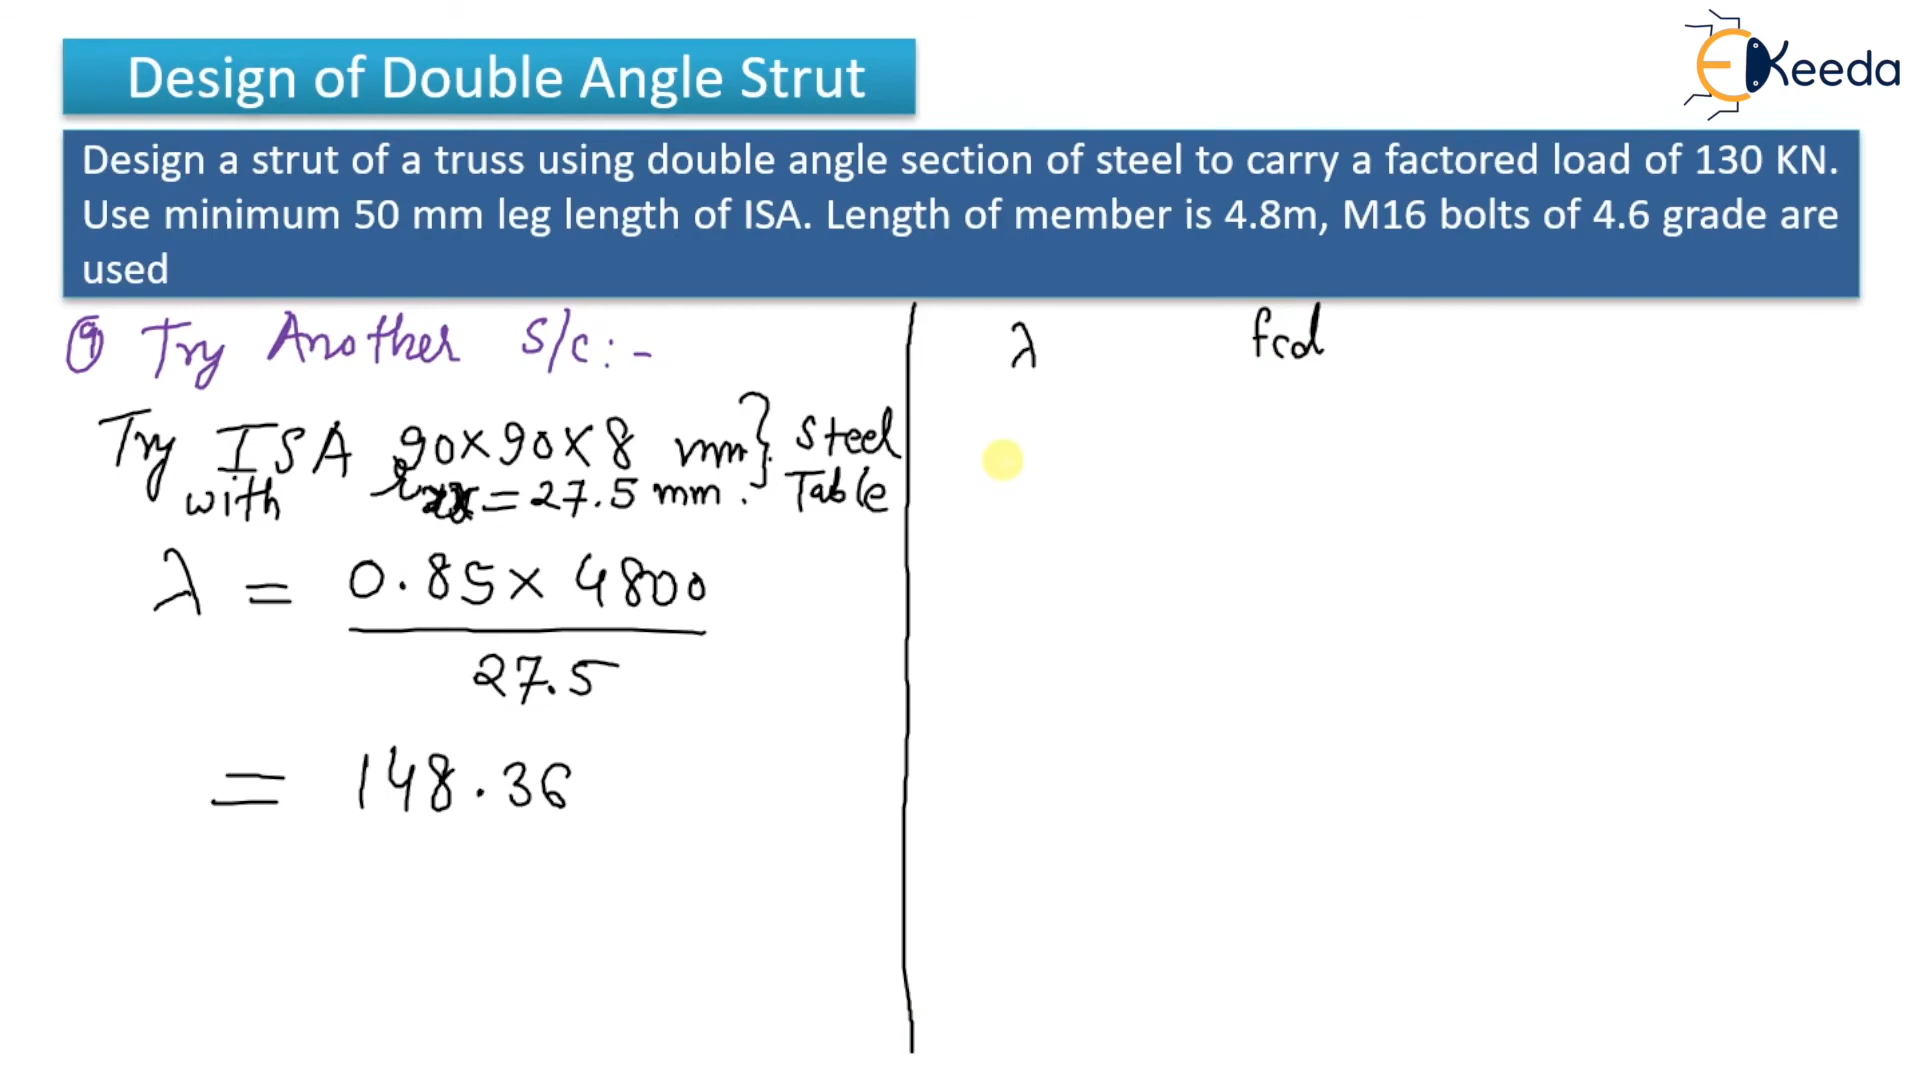 Design of Double Angle Strut
Keeda
Design a strut of a truss using double angle section of steel to carry a factored load of 130 KN.
Use minimum 50 mm leg length of ISA. Length of member is 4.8m, M16 bolts of 4.6 grade are
used
Try Another S/c:-
Try ISA 90×90×8 mm } Steel
with rxx = 27.5 mm. } Table
λ = 0.85× 4800
27.5
= 148.36
λ fcd